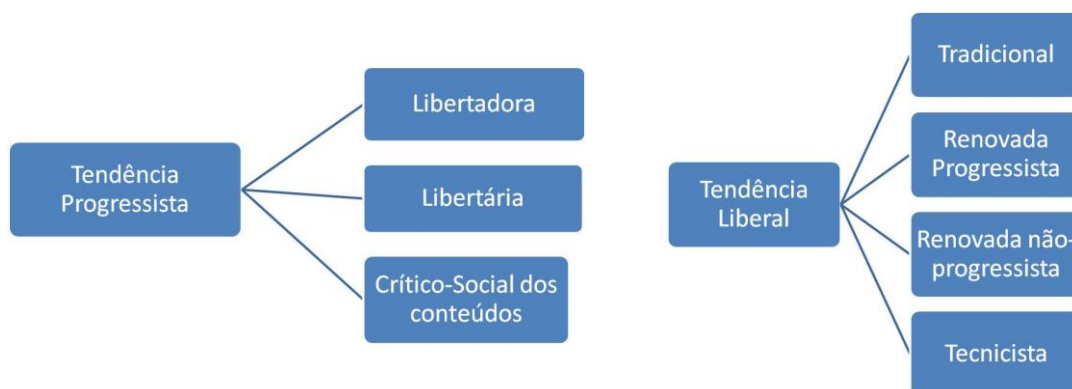 Tendência
Progressista
Libertadora
Libertária
Crítico-Social dos
conteúdos
Tendência
Liberal
Tradicional
Renovada
Progressista
Renovada não-
progressista
Tecnicista